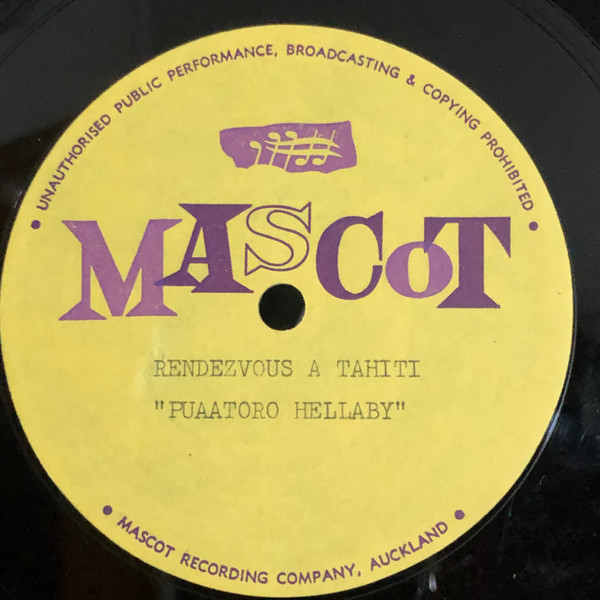 • UNAUTHORISED PUBLIC PERFORMANCE, BROADCASTING & COPYING PROHIBITED •
MASCOT
RENDEZVOUS A TAHITI
"PUAATORO HELLABY"
• MASCOT RECORDING COMPANY, AUCKLAND •